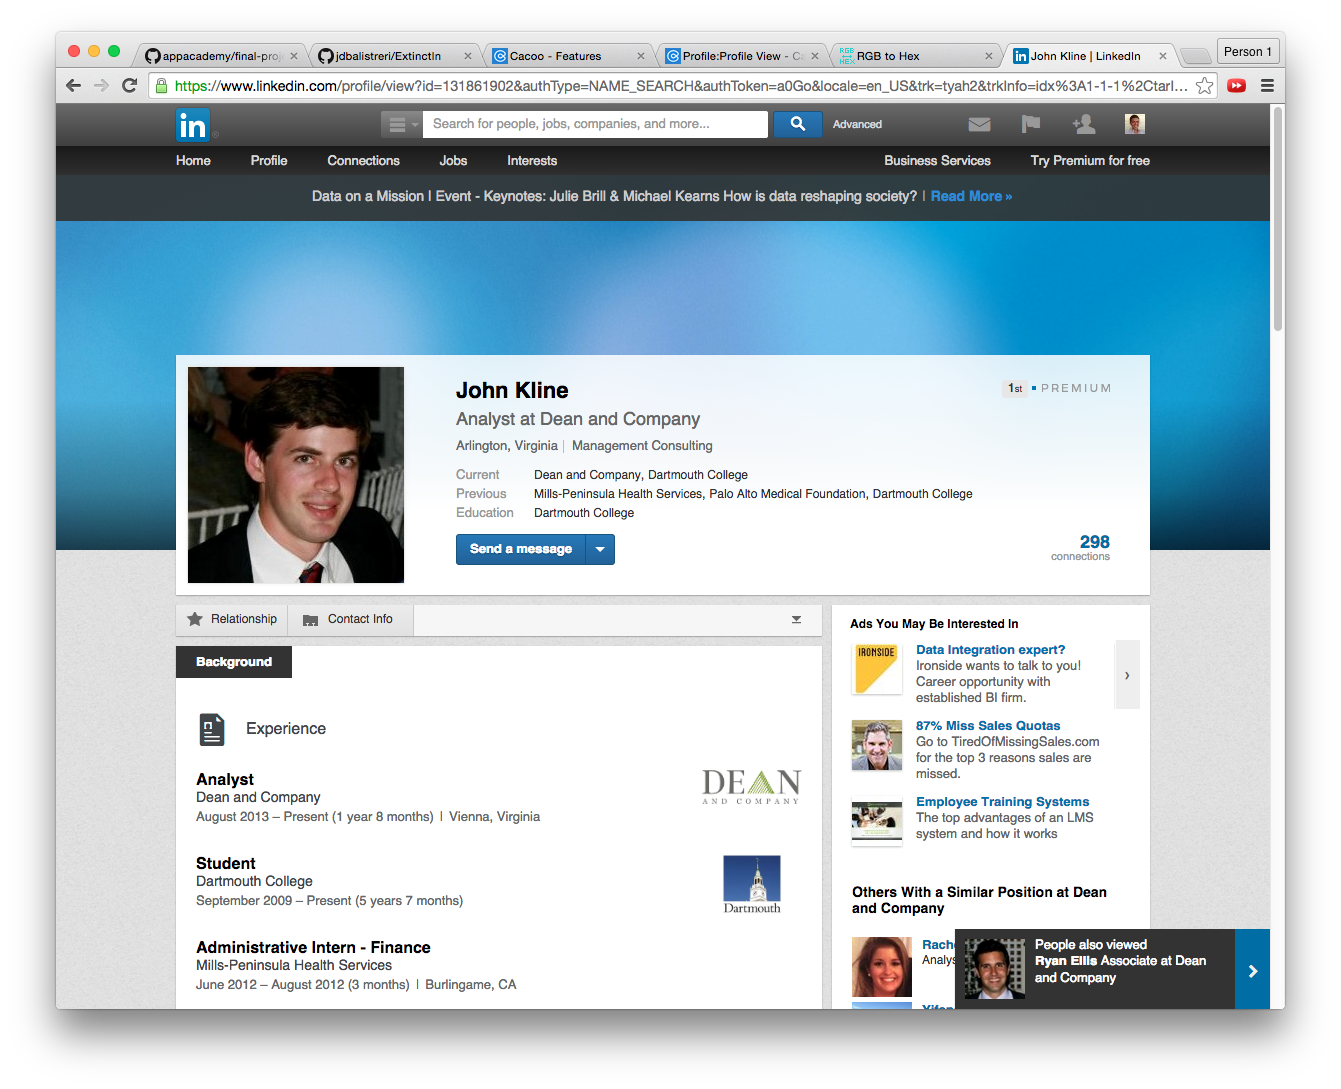 appacademy/final-proj
jdbalistreri/ExtinctIn
Cacoo - Features
Profile:Profile View - C
RGB to Hex
John Kline | LinkedIn
Person 1
https://www.linkedin.com/profile/view?id=131861902&authType=NAME_SEARCH&authToken=a0Go&locale=en_US&trk=tyah2&trkInfo=idx%3A1-1-1%2Ctarl...
in
Search for people, jobs, companies, and more...
Advanced
Home Profile Connections Jobs Interests Business Services Try Premium for free
Data on a Mission | Event - Keynotes: Julie Brill & Michael Kearns How is data reshaping society? | Read More »
John Kline
1st PREMIUM
Analyst at Dean and Company
Arlington, Virginia | Management Consulting
Current Dean and Company, Dartmouth College
Previous Mills-Peninsula Health Services, Palo Alto Medical Foundation, Dartmouth College
Education Dartmouth College
Send a message
298
connections
Relationship
Contact Info
Background
Experience
Analyst
Dean and Company
August 2013 – Present (1 year 8 months) | Vienna, Virginia
DEAN
AND COMPANY
Student
Dartmouth College
September 2009 – Present (5 years 7 months)
Dartmouth
Administrative Intern - Finance
Mills-Peninsula Health Services
June 2012 – August 2012 (3 months) | Burlingame, CA
Ads You May Be Interested In
IRONSIDE
Data Integration expert?
Ironside wants to talk to you!
Career opportunity with
established BI firm.
87% Miss Sales Quotas
Go to TiredOfMissingSales.com
for the top 3 reasons sales are
missed.
Employee Training Systems
The top advantages of an LMS
system and how it works
Others With a Similar Position at Dean
and Company
Rach
Analys
People also viewed
Ryan Ellis Associate at Dean
and Company